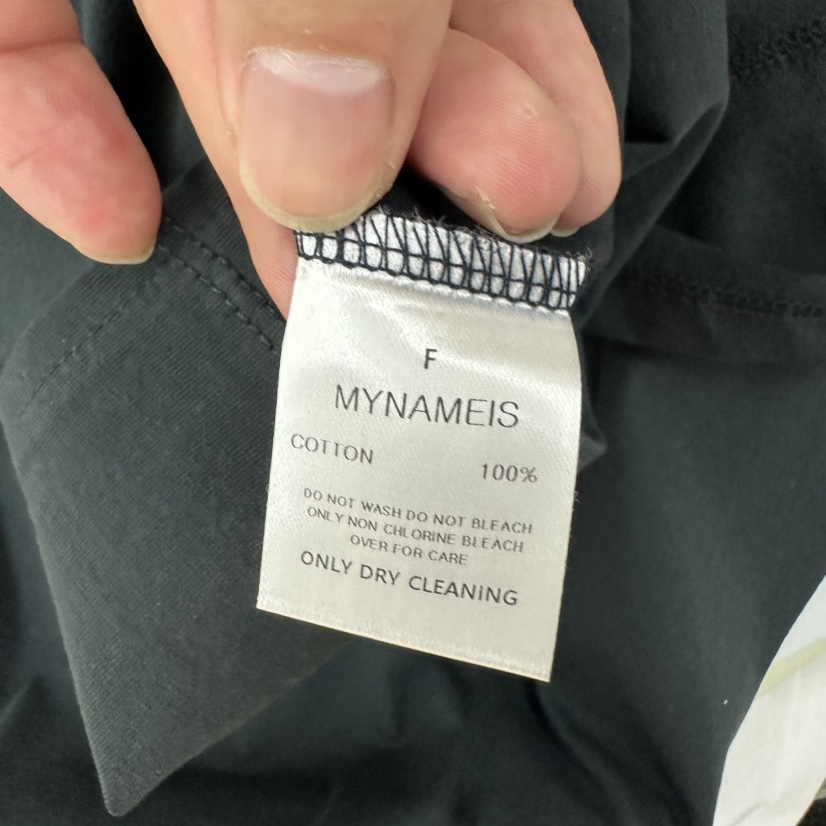 F
MYNAMEIS
COTTON 100%
DO NOT WASH DO NOT BLEACH
ONLY NON CHLORINE BLEACH
OVER FOR CARE
ONLY DRY CLEANING